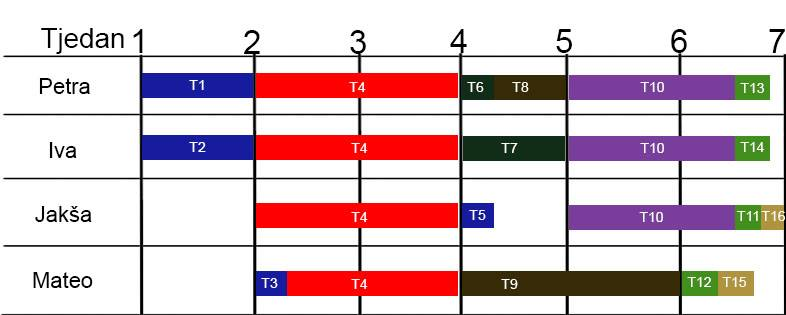 Tjedan 1 2 3 4 5 6 7
Petra T1 T4 T6 T8 T10 T13
Iva T2 T4 T7 T10 T14
Jakša T4 T5 T10 T11 T16
Mateo T3 T4 T9 T12 T15